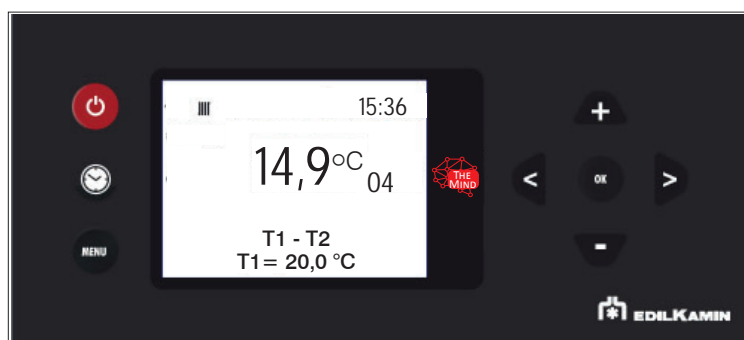 15:36
14,9°C 04
THE
MIND
T1 - T2
T1= 20,0 °C
MENU
+
< OK >
-
EDILKAMIN